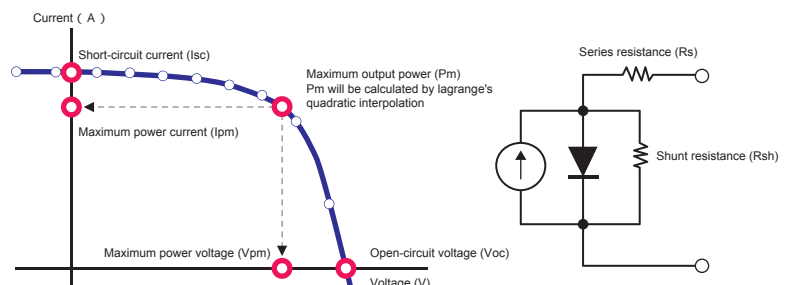 Current ( A )
Short-circuit current (Isc)
Maximum output power (Pm)
Pm will be calculated by lagrange's
quadratic interpolation
Maximum power current (Ipm)
Maximum power voltage (Vpm)
Open-circuit voltage (Voc)
Voltage (V)
Series resistance (Rs)
Shunt resistance (Rsh)